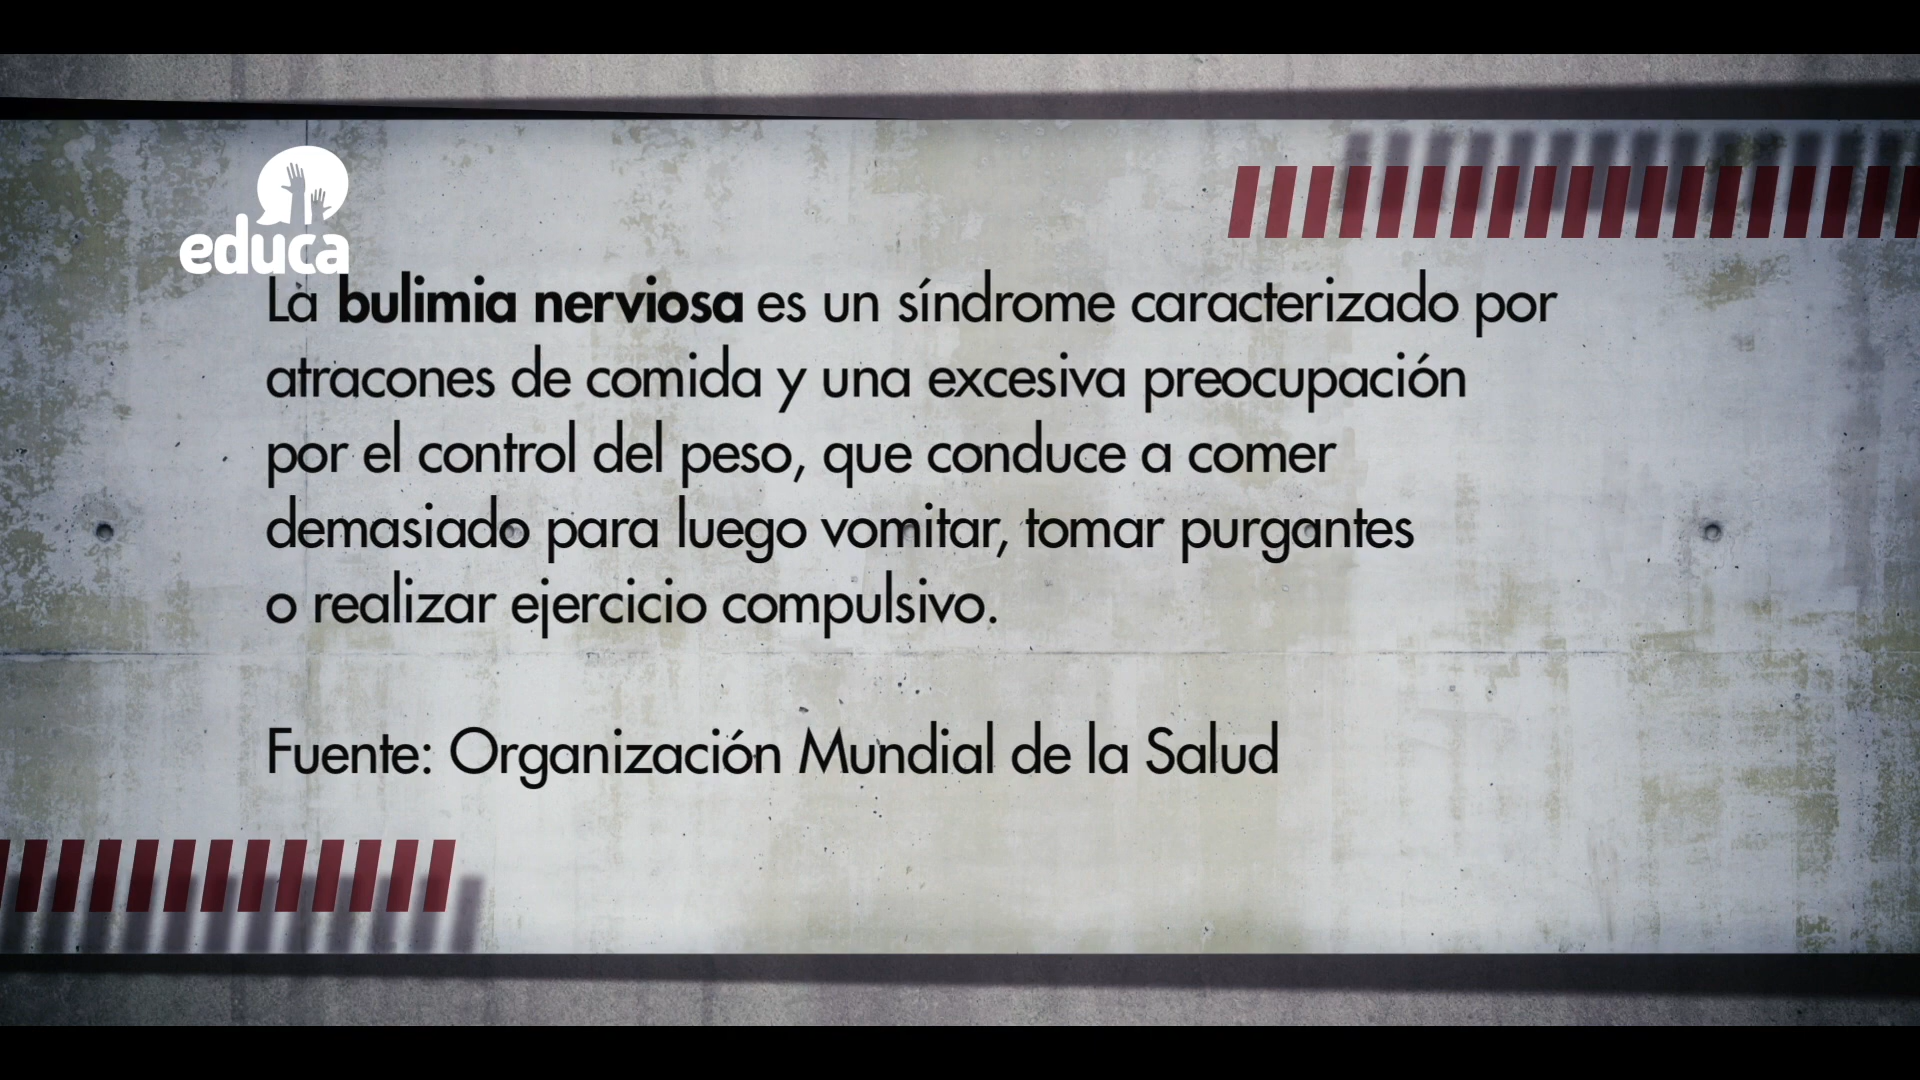 educa
La bulimia nerviosa es un síndrome caracterizado por
atracones de comida y una excesiva preocupación
por el control del peso, que conduce a comer
demasiado para luego vomitar, tomar purgantes
o realizar ejercicio compulsivo.
Fuente: Organización Mundial de la Salud